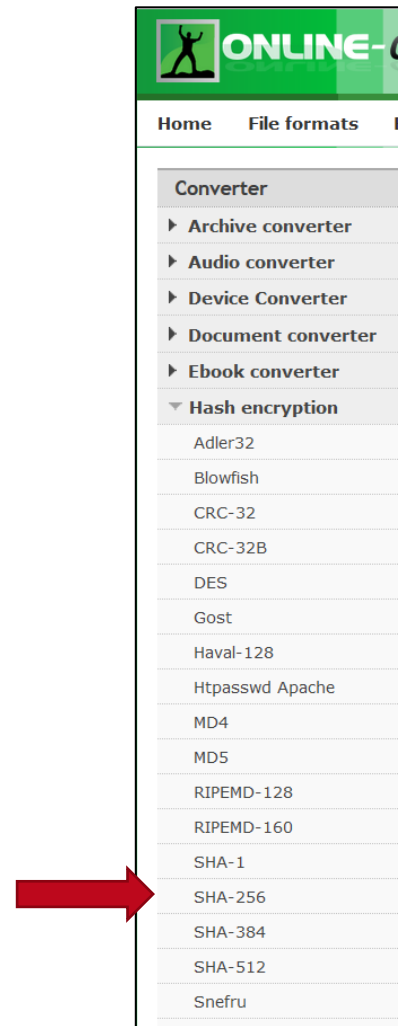 ONLINE-
Home File formats
Converter
Archive converter
Audio converter
Device Converter
Document converter
Ebook converter
Hash encryption
Adler32
Blowfish
CRC-32
CRC-32B
DES
Gost
Haval-128
Htpasswd Apache
MD4
MD5
RIPEMD-128
RIPEMD-160
SHA-1
SHA-256
SHA-384
SHA-512
Snefru